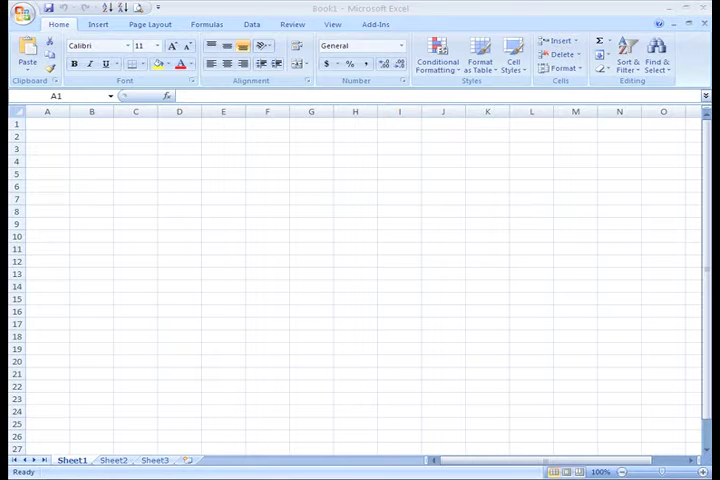 Book1 - Microsoft Excel
Home Insert Page Layout Formulas Data Review View Add-Ins
Calibri 11 General Insert Σ
Paste B I U A $ % , Conditional Formatting Format as Table Cell Styles Delete Sort & Filter Find & Select
Format
Clipboard Font Alignment Number Styles Cells Editing
A1 fx
A B C D E F G H I J K L M N O
1
2
3
4
5
6
7
8
9
10
11
12
13
14
15
16
17
18
19
20
21
22
23
24
25
26
27
Sheet1 Sheet2 Sheet3
Ready 100%